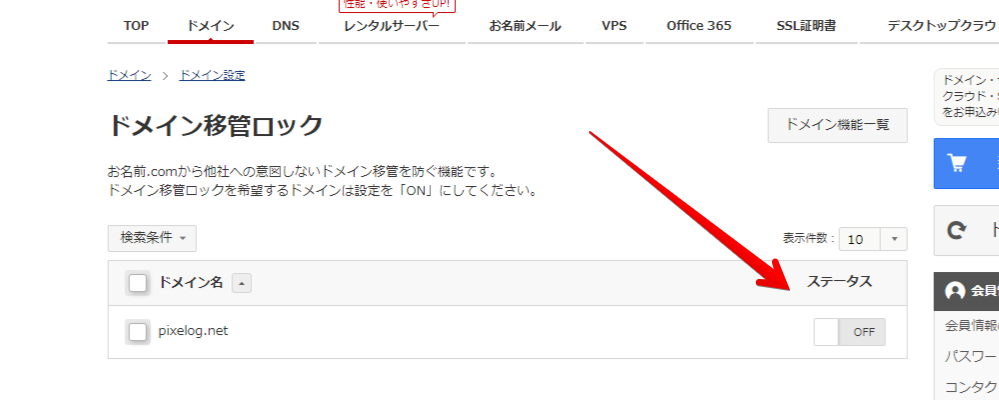 性能・使いやすさUP!
TOP
ドメイン
DNS
レンタルサーバー
お名前メール
VPS
Office 365
SSL証明書
デスクトップクラウ
ドメイン > ドメイン設定
ドメイン移管ロック
ドメイン機能一覧
お名前.comから他社への意図しないドメイン移管を防ぐ機能です。
ドメイン移管ロックを希望するドメインは設定を「ON」にしてください。
検索条件
表示件数：10
ドメイン名
ステータス
pixelog.net
OFF
ドメイン・
クラウド・
をお申込み
会員
会員情報
パスワー
コンタク